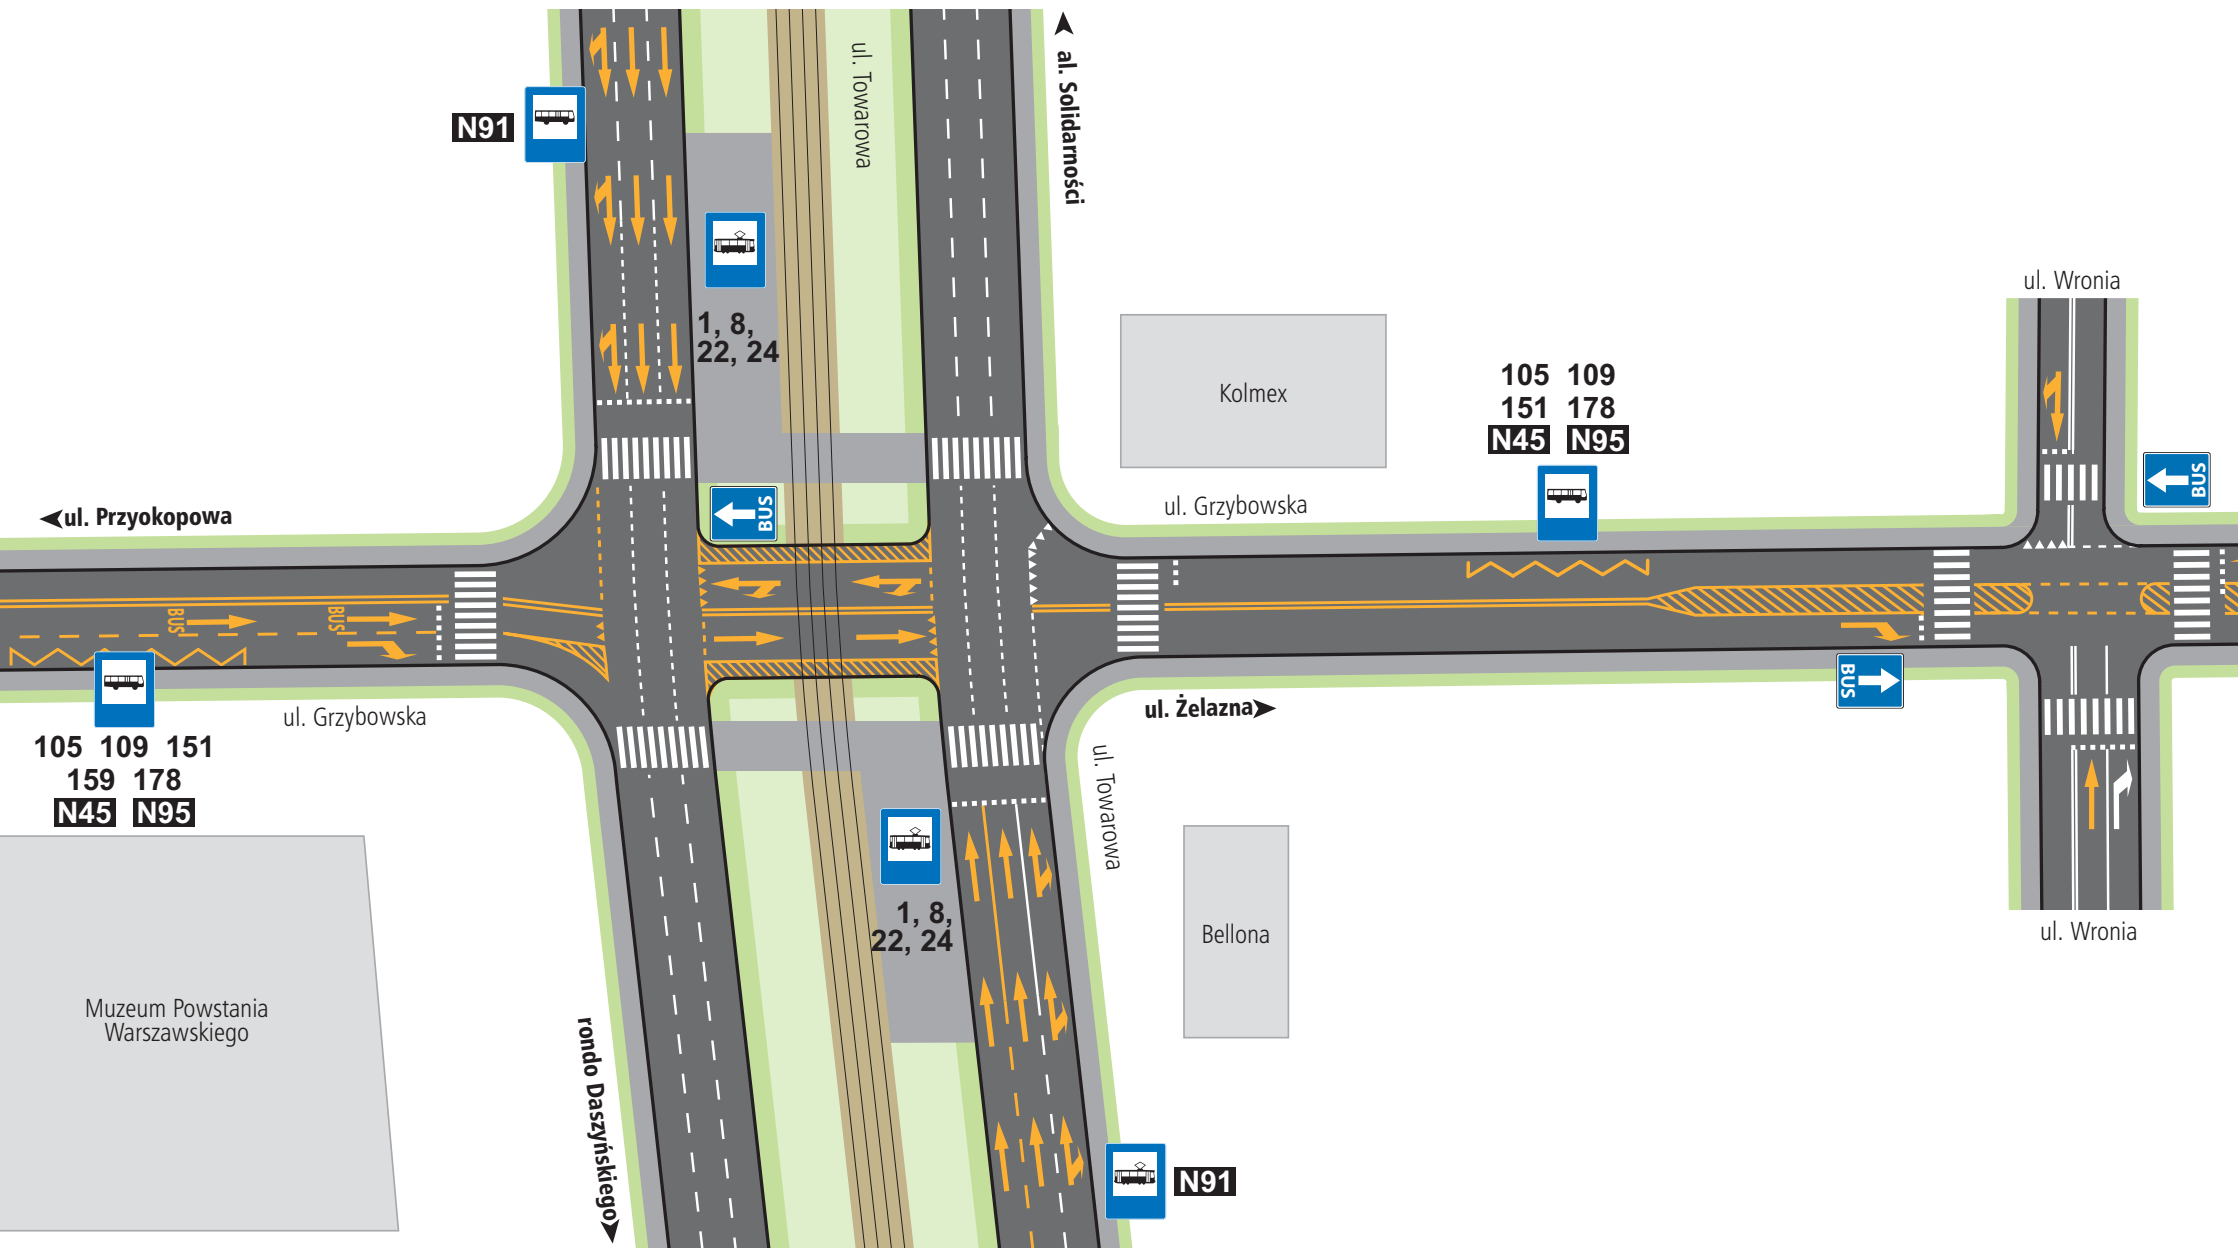 N91
ul. Towarowa
al. Solidarności
1, 8,
22, 24
ul. Wronia
Kolmex
105 109
151 178
N45 N95
BUS
BUS
ul. Przyokopowa
ul. Grzybowska
BUS
BUS
BUS
ul. Grzybowska
ul. Żelazna
105 109 151
159 178
N45 N95
ul. Towarowa
1, 8,
22, 24
Bellona
ul. Wronia
Muzeum Powstania
Warszawskiego
rondo Daszyńskiego
N91